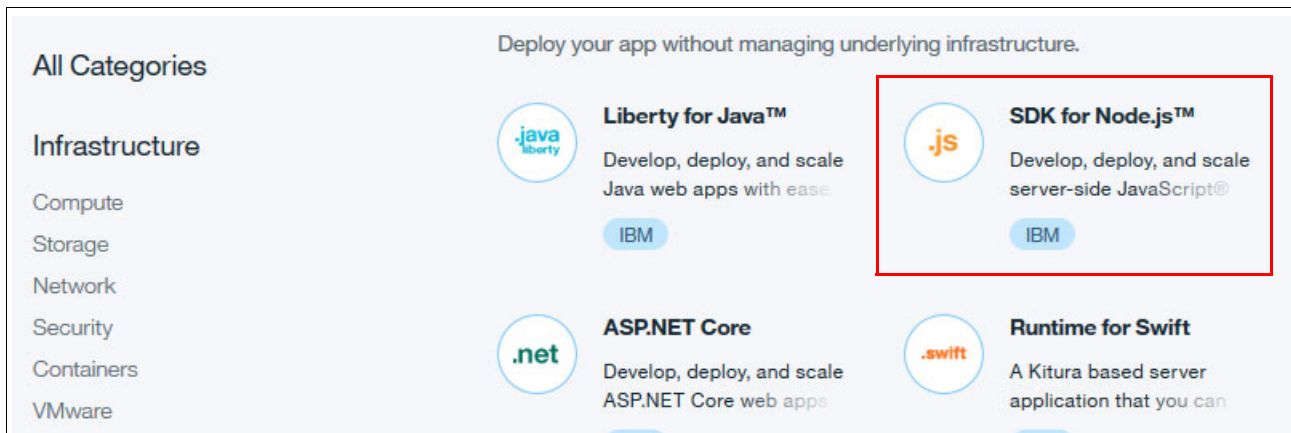 All Categories
Infrastructure
Compute
Storage
Network
Security
Containers
VMware
Deploy your app without managing underlying infrastructure.
.java
liberty
Liberty for Java™
Develop, deploy, and scale
Java web apps with ease
IBM
.js
SDK for Node.js™
Develop, deploy, and scale
server-side JavaScript®
IBM
.net
ASP.NET Core
Develop, deploy, and scale
ASP.NET Core web apps
.swift
Runtime for Swift
A Kitura based server
application that you can